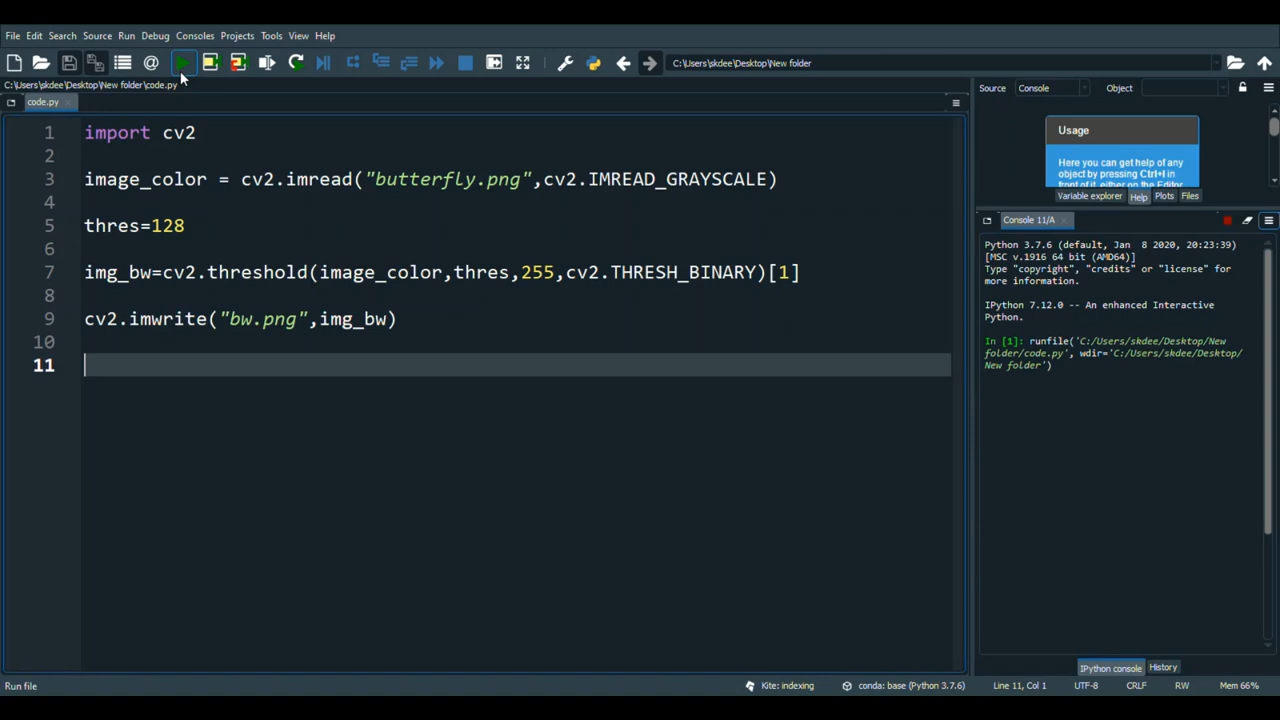 File Edit Search Source Run Debug Consoles Projects Tools View Help
C:\Users\skdee\Desktop\New folder
C:\Users\skdee\Desktop\New folder\code.py
code.py
1 import cv2
2
3 image_color = cv2.imread("butterfly.png",cv2.IMREAD_GRAYSCALE)
4
5 thres=128
6
7 img_bw=cv2.threshold(image_color,thres,255,cv2.THRESH_BINARY)[1]
8
9 cv2.imwrite("bw.png",img_bw)
10
11
Source Console Object
Usage
Here you can get help of any
object by pressing Ctrl+I in
front of it, either on the Editor
Variable explorer Help Plots Files
Console 11/A
Python 3.7.6 (default, Jan 8 2020, 20:23:39)
[MSC v.1916 64 bit (AMD64)]
Type "copyright", "credits" or "license" for
more information.
IPython 7.12.0 -- An enhanced Interactive
Python.
In [1]: runfile('C:/Users/skdee/Desktop/New
folder/code.py', wdir='C:/Users/skdee/Desktop/
New folder')
IPython console History
Run file Kite: indexing conda: base (Python 3.7.6) Line 11, Col 1 UTF-8 CRLF RW Mem 66%